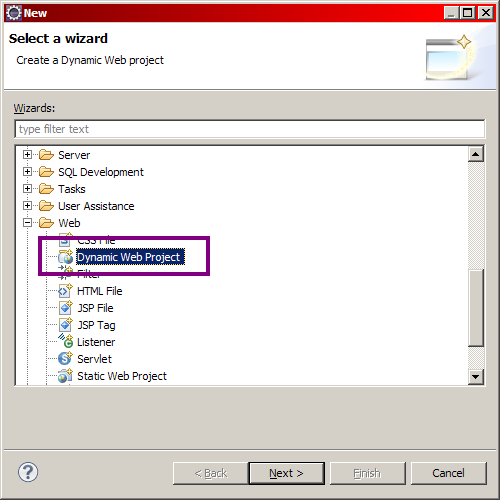 New
Select a wizard
Create a Dynamic Web project
Wizards:
type filter text
Server
SQL Development
Tasks
User Assistance
Web
CSS File
Dynamic Web Project
Filter
HTML File
JSP File
JSP Tag
Listener
Servlet
Static Web Project
? < Back Next > Finish Cancel